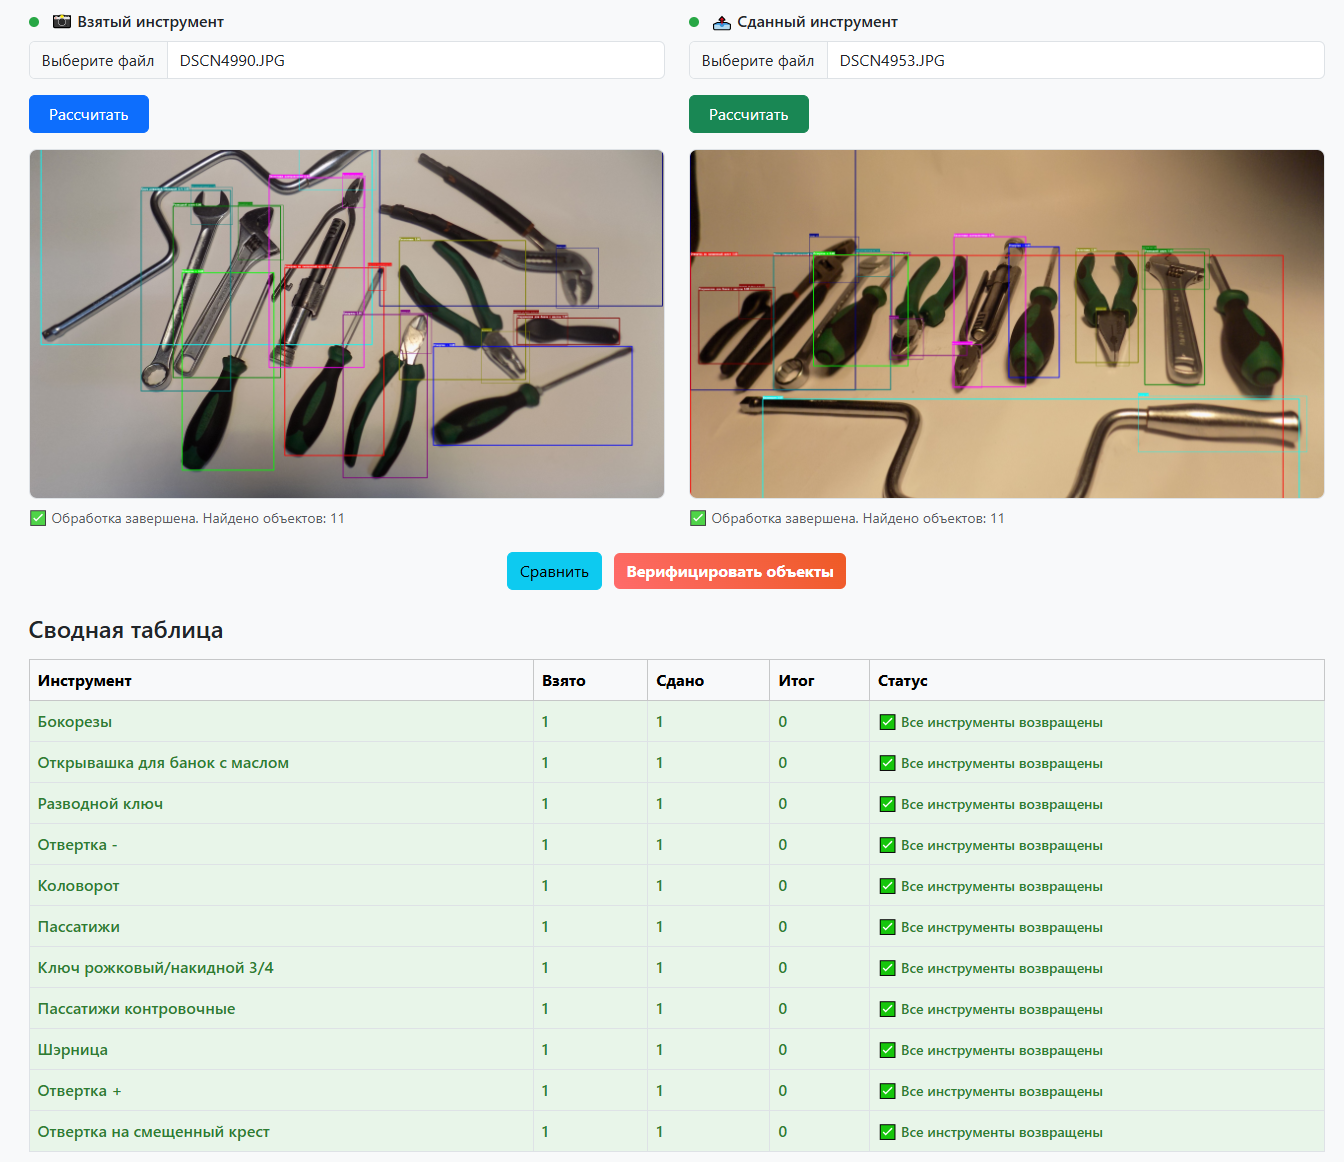 Взятый инструмент
Выберите файл DSCN4990.JPG
Рассчитать
✅ Обработка завершена. Найдено объектов: 11
Сданный инструмент
Выберите файл DSCN4953.JPG
Рассчитать
✅ Обработка завершена. Найдено объектов: 11
Сравнить Верифицировать объекты
Сводная таблица
Инструмент Взято Сдано Итог Статус
Бокорезы 1 1 0 ✅ Все инструменты возвращены
Открывашка для банок с маслом 1 1 0 ✅ Все инструменты возвращены
Разводной ключ 1 1 0 ✅ Все инструменты возвращены
Отвертка - 1 1 0 ✅ Все инструменты возвращены
Коловорот 1 1 0 ✅ Все инструменты возвращены
Пассатижи 1 1 0 ✅ Все инструменты возвращены
Ключ рожковый/накидной 3/4 1 1 0 ✅ Все инструменты возвращены
Пассатижи контровочные 1 1 0 ✅ Все инструменты возвращены
Шэрница 1 1 0 ✅ Все инструменты возвращены
Отвертка + 1 1 0 ✅ Все инструменты возвращены
Отвертка на смещенный крест 1 1 0 ✅ Все инструменты возвращены